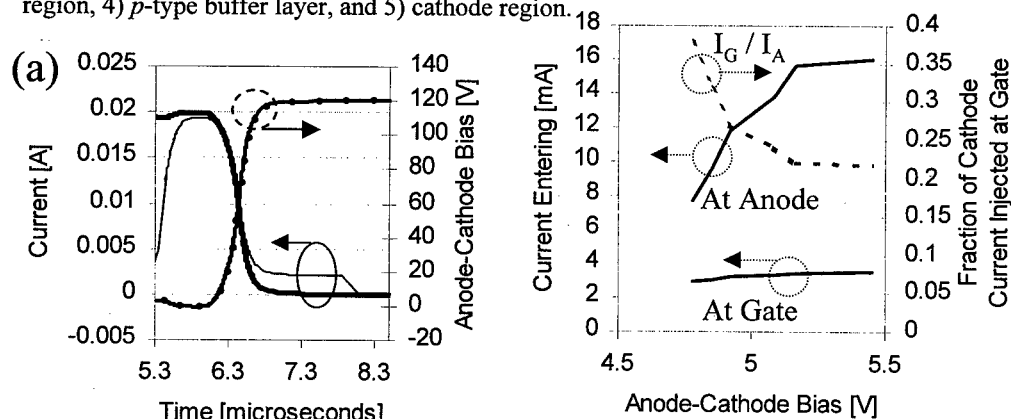 region, 4) p-type buffer layer, and 5) cathode region.
(a)
0.025
0.02
0.015
0.01
0.005
0
-0.005
Current [A]
140
120
100
80
60
40
20
0
-20
Anode-Cathode Bias [V]
5.3 6.3 7.3 8.3
Time [microseconds]
18
16
14
12
10
8
6
4
2
0
Current Entering [mA]
I_G / I_A
At Anode
At Gate
0.4
0.35
0.3
0.25
0.2
0.15
0.1
0.05
0
Fraction of Cathode
Current Injected at Gate
4.5 5 5.5
Anode-Cathode Bias [V]